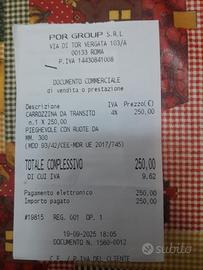 POR GROUP S.R.L
VIA DI TOR VERGATA 103/A
00133 ROMA
P.IVA 14430841008
DOCUMENTO COMMERCIALE
di vendita o prestazione
Descrizione IVA Prezzo(€)
CARROZZINA DA TRANSITO 4% 250,00
n.1 X 250,00
PIEGHEVOLE CON RUOTE DA
MM. 300
(MDD 93/42/CEE-MDR UE 2017/745)
TOTALE COMPLESSIVO 250,00
DI CUI IVA 9,62
Pagamento elettronico 250,00
Importo pagato 250,00
#19815 REG. 001 OP. 1
19-09-2025 18:05
DOCUMENTO N. 1560-0012
C.F. / P.IVA DEL CLIENTE
subito